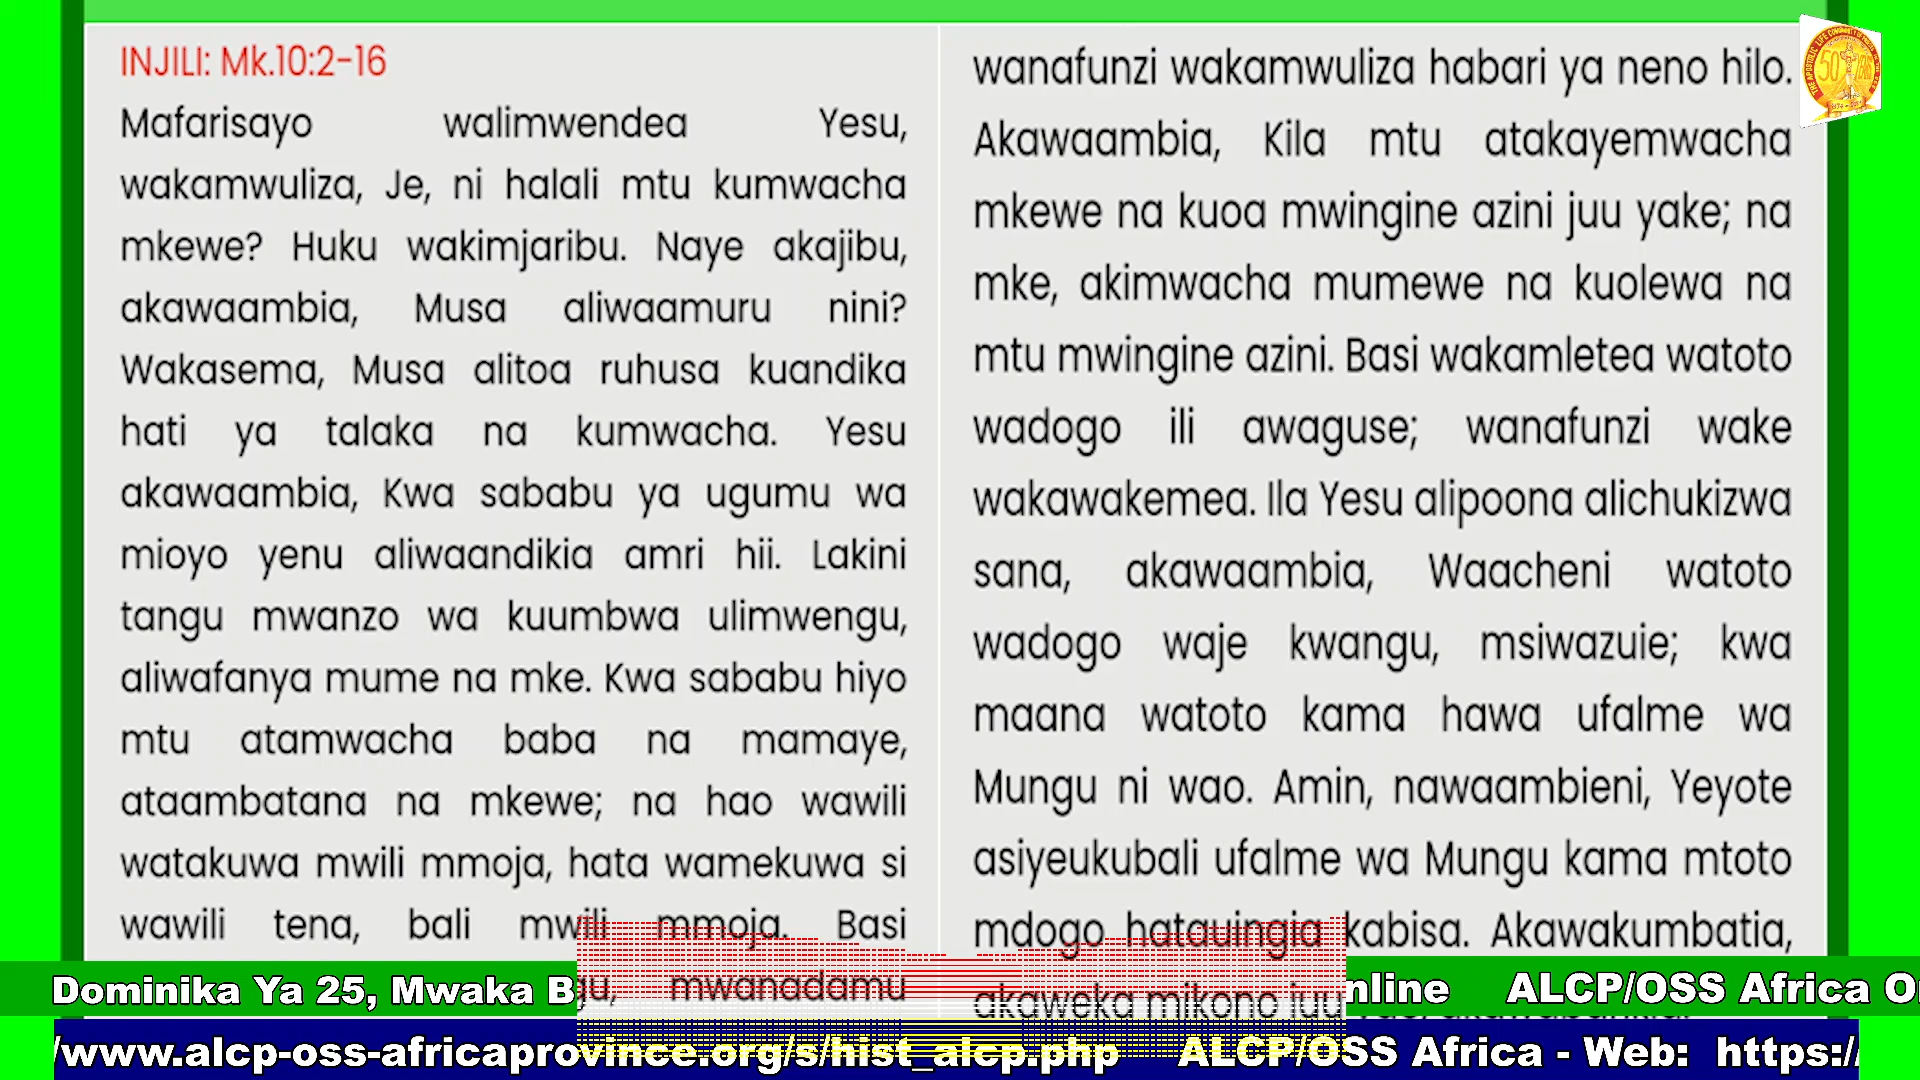 INJILI: Mk.10:2-16
Mafarisayo walimwendea Yesu,
wakamwuliza, Je, ni halali mtu kumwacha
mkewe? Huku wakimjaribu. Naye akajibu,
akawaambia, Musa aliwaamuru nini?
Wakasema, Musa alitoa ruhusa kuandika
hati ya talaka na kumwacha. Yesu
akawaambia, Kwa sababu ya ugumu wa
mioyo yenu aliwaandikia amri hii. Lakini
tangu mwanzo wa kuumbwa ulimwengu,
aliwafanya mume na mke. Kwa sababu hiyo
mtu atamwacha baba na mamaye,
ataambatana na mkewe; na hao wawili
watakuwa mwili mmoja, hata wamekuwa si
wawili tena, bali mwili mmoja. Basi
mwanadamu
wanafunzi wakamwuliza habari ya neno hilo.
Akawaambia, Kila mtu atakayemwacha
mkewe na kuoa mwingine azini juu yake; na
mke, akimwacha mumewe na kuolewa na
mtu mwingine azini. Basi wakamletea watoto
wadogo ili awaguse; wanafunzi wake
wakawakemea. Ila Yesu alipoona alichukizwa
sana, akawaambia, Waacheni watoto
wadogo waje kwangu, msiwazuie; kwa
maana watoto kama hawa ufalme wa
Mungu ni wao. Amin, nawaambieni, Yeyote
asiyeukubali ufalme wa Mungu kama mtoto
mdogo hatauingia kabisa. Akawakumbatia,
akaweka mikono juu
50
Dominika Ya 25, Mwaka B
nline ALCP/OSS Africa O
/www.alcp-oss-africaprovince.org/s/hist_alcp.php ALCP/OSS Africa - Web: https:/